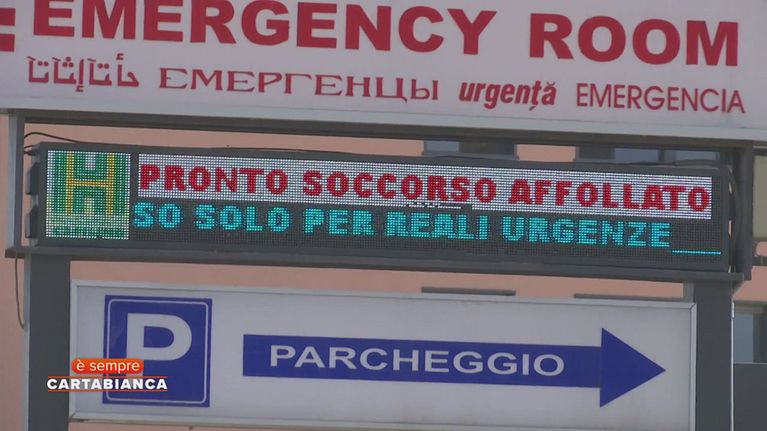 EMERGENCY ROOM
ЕМЕРГЕНЦЫ urgență EMERGENCIA
H
PRONTO SOCCORSO AFFOLLATO
SO SOLO PER REALI URGENZE
P PARCHEGGIO
è sempre
CARTABIANCA